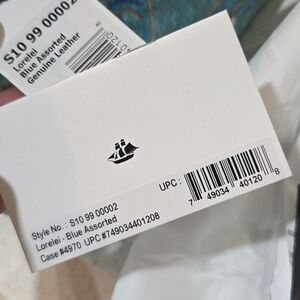 S10 99 00002
Lorelei
Blue Assorted
Genuine Leather
40120
Style No. : S10 99 00002
Lorelei - Blue Assorted
Case #4970 UPC #749034401208
UPC :
7 49034 40120 8